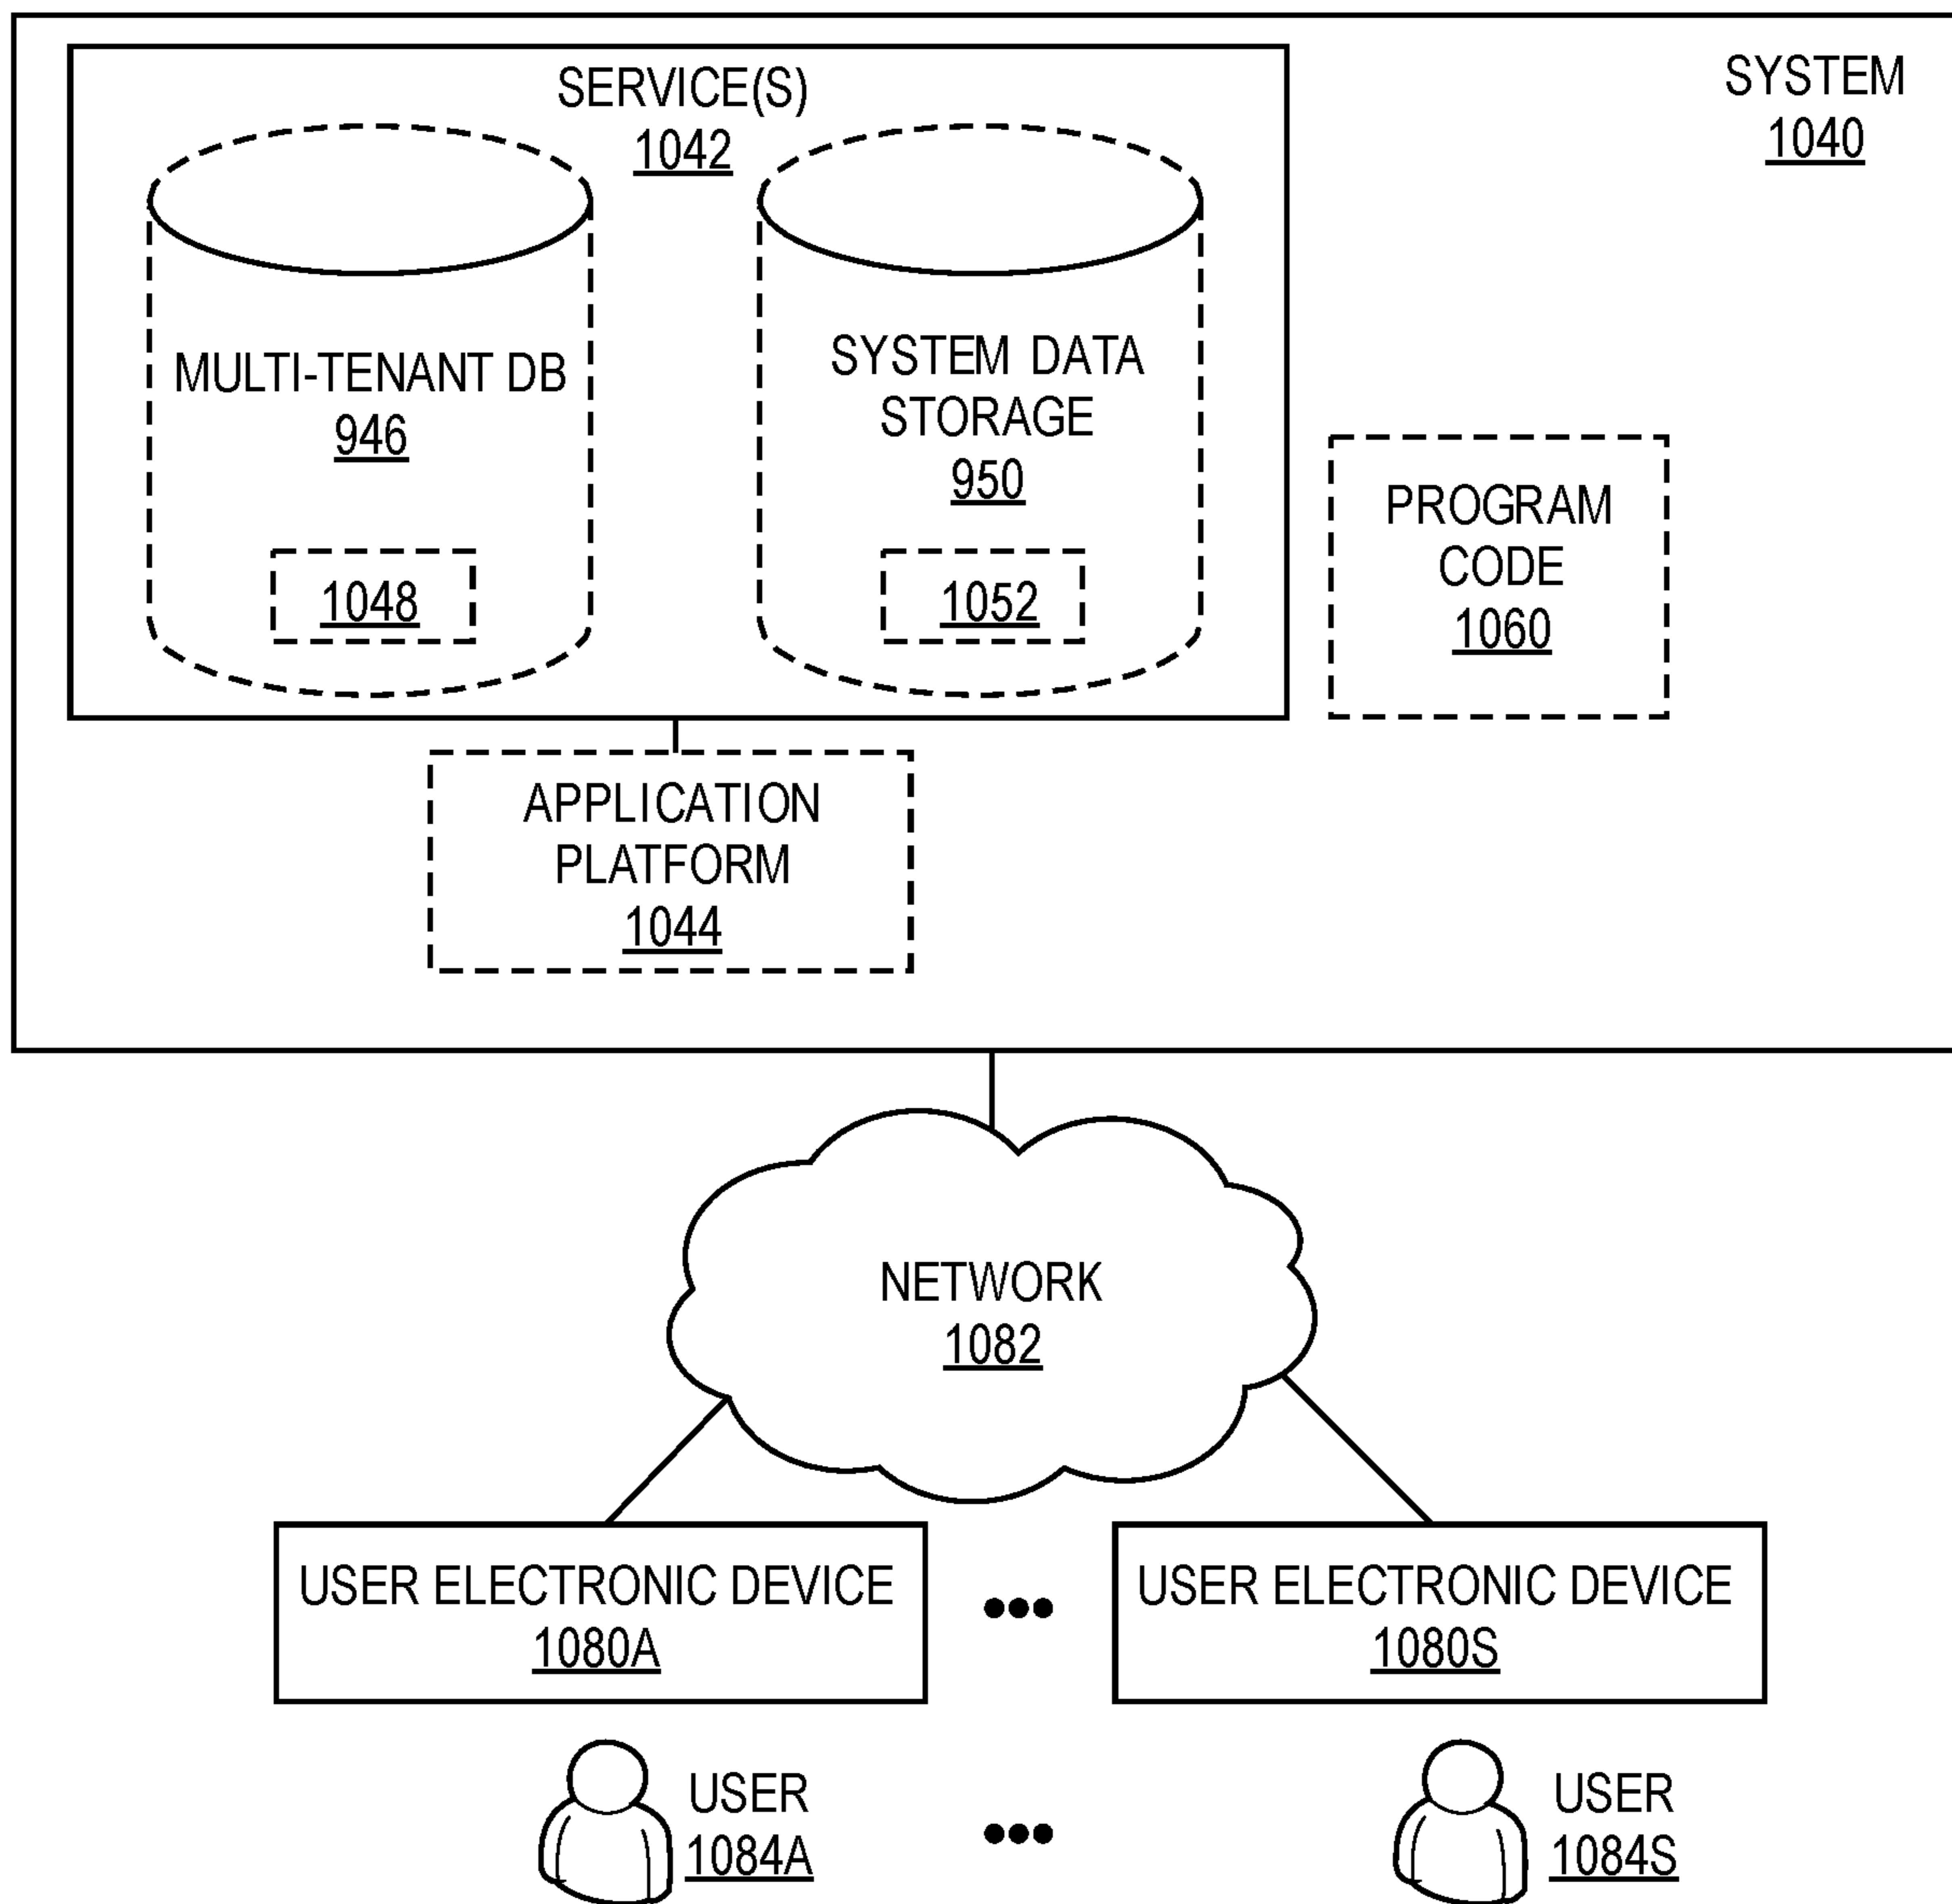 SYSTEM
1040
SERVICE(S)
1042
MULTI-TENANT DB
946
1048
SYSTEM DATA
STORAGE
950
1052
PROGRAM
CODE
1060
APPLICATION
PLATFORM
1044
NETWORK
1082
USER ELECTRONIC DEVICE
1080A
USER ELECTRONIC DEVICE
1080S
USER
1084A
USER
1084S